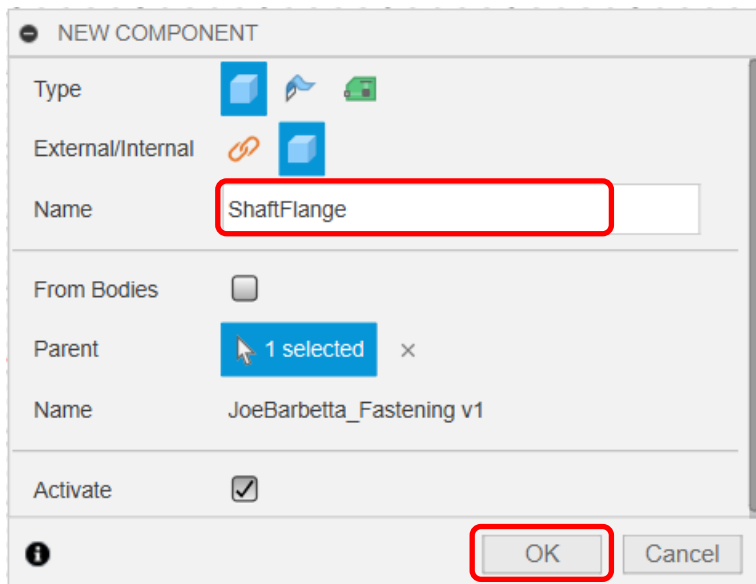 NEW COMPONENT
Type
External/Internal
Name ShaftFlange
From Bodies
Parent 1 selected ×
Name JoeBarbetta_Fastening v1
Activate
OK Cancel